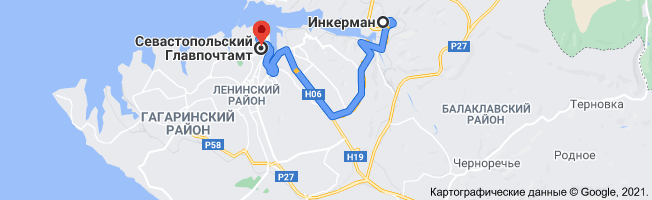 Инкерман
Севастопольский
Главпочтамт
P27
ЛЕНИНСКИЙ
РАЙОН
H06
ГАГАРИНСКИЙ
РАЙОН
БАЛАКЛАВСКИЙ
РАЙОН
Терновка
P58
H19
Черноречье
Родное
P27
Картографические данные © Google, 2021.